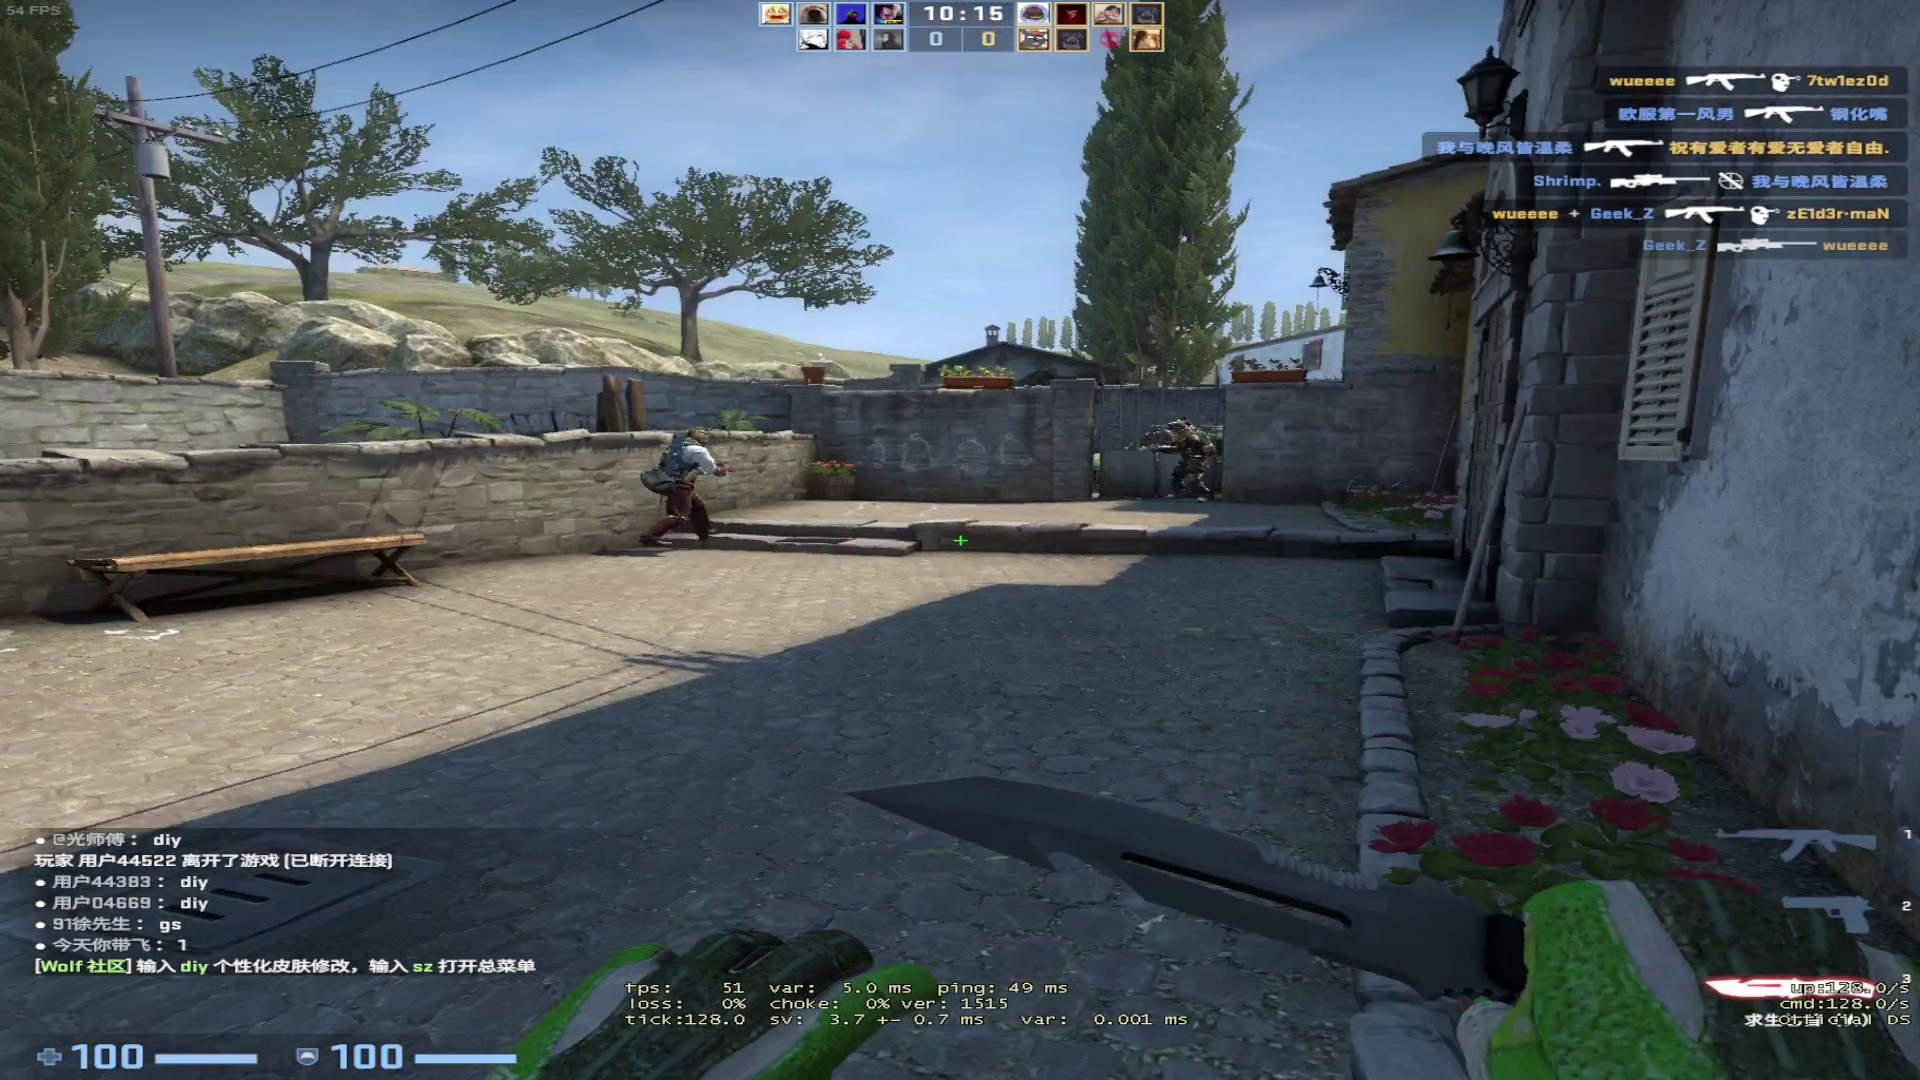 54 FPS
10:15
0 0
wueeee 7tw1ez0d
欧服第一风男 钢化嘴
我与晚风皆温柔 祝有爱者有爱无爱者自由.
Shrimp. 我与晚风皆温柔
wueeee + Geek_Z zE1d3r·maN
Geek_Z wueeee
@光师傅： diy
玩家 用户44522 离开了游戏 [已断开连接]
用户44383： diy
用户04669： diy
91徐先生： gs
今天你带飞： 1
[Wolf 社区] 输入 diy 个性化皮肤修改，输入 sz 打开总菜单
1
2
3
fps: 51 var: 5.0 ms ping: 49 ms
loss: 0% choke: 0% ver: 1515
tick:128.0 sv: 3.7 +- 0.7 ms var: 0.001 ms
up:128.0/s
cmd:128.0/s
求生
Official DS
100 100